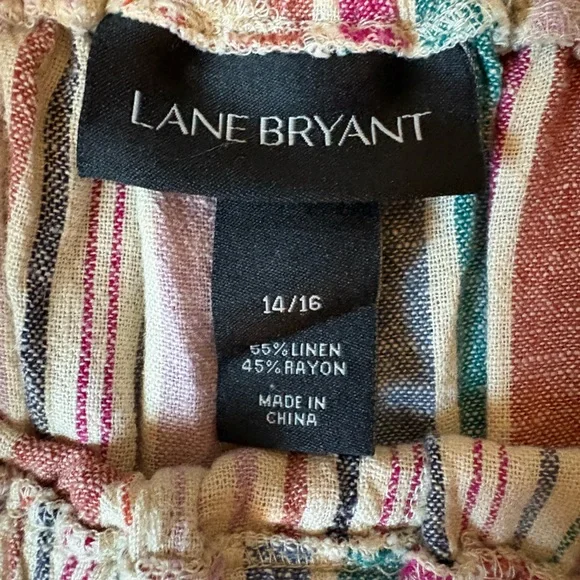 LANE BRYANT
14/16
55% LINEN
45% RAYON
MADE IN
CHINA